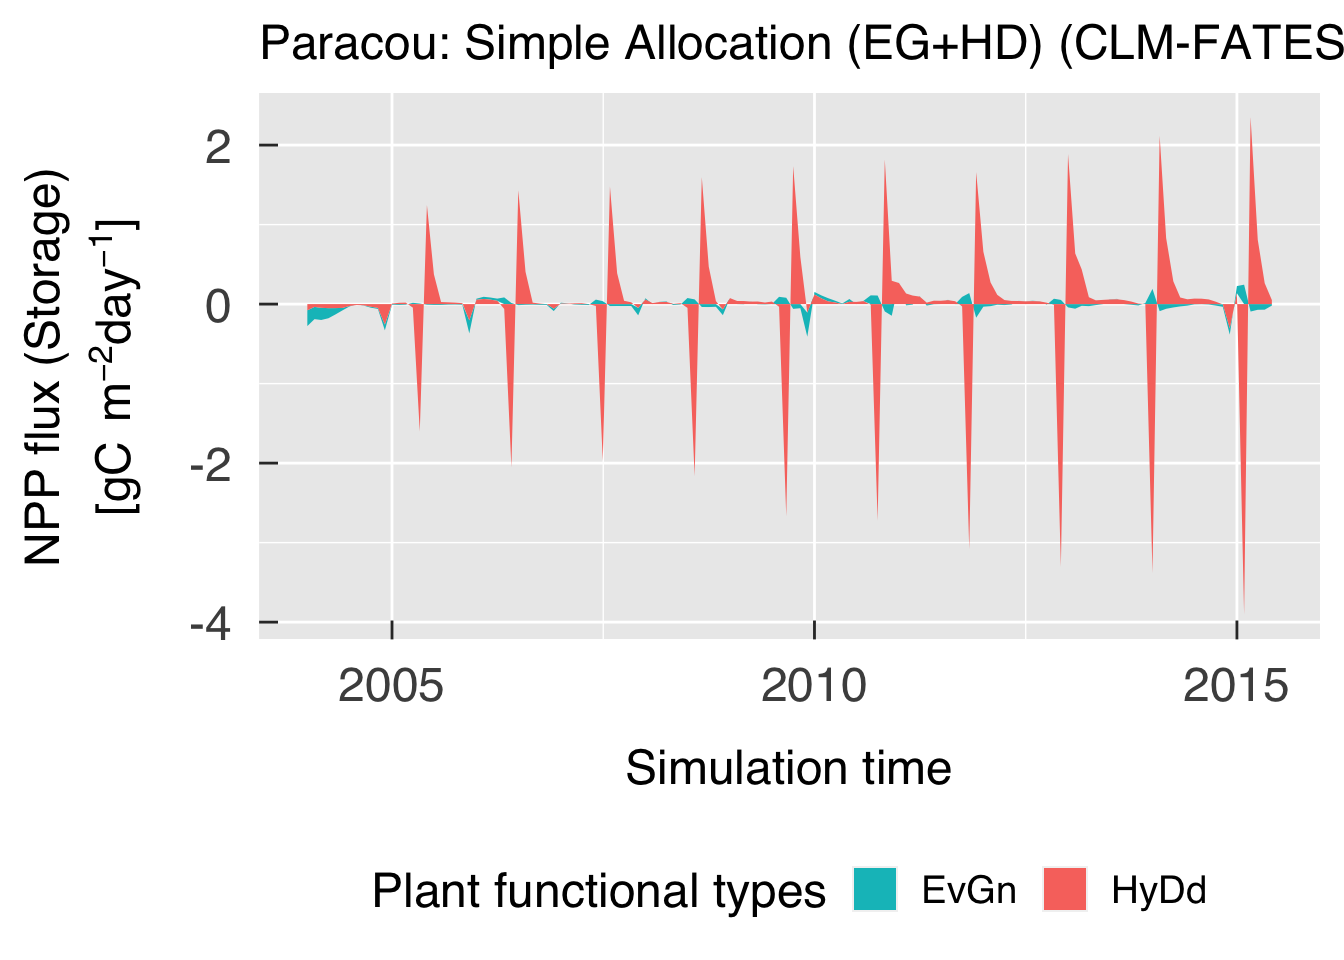 Paracou: Simple Allocation (EG+HD) (CLM-FATES
NPP flux (Storage)
[gC m⁻²day⁻¹]
2
0
-2
-4
2005 2010 2015
Simulation time
Plant functional types EvGn HyDd